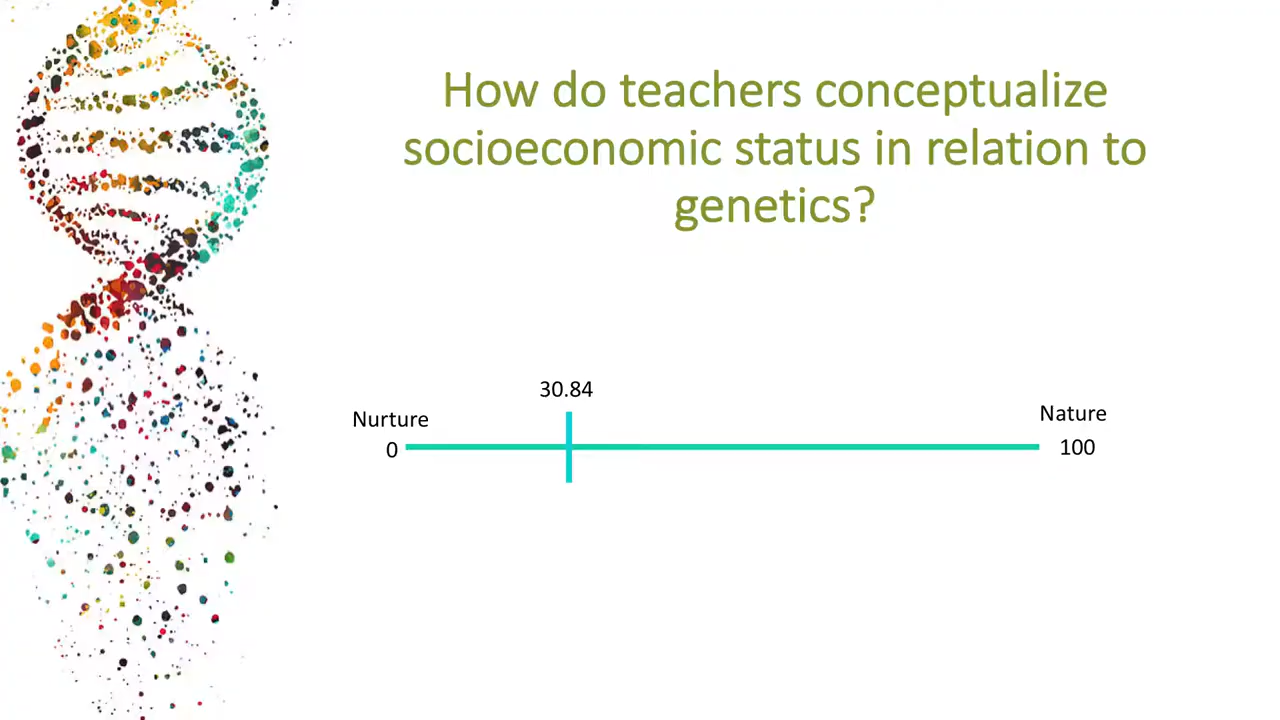 How do teachers conceptualize
socioeconomic status in relation to
genetics?
30.84
Nurture
Nature
0
100